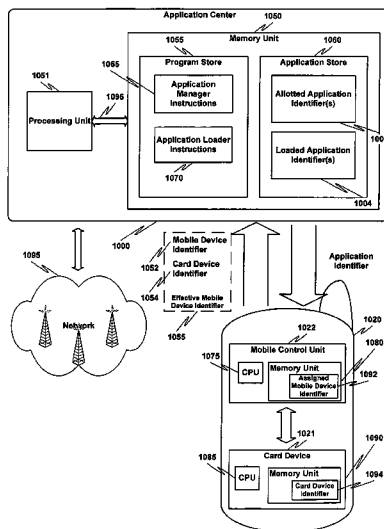 Application Center
1050
Memory Unit
1055
1060
1065
Program Store
Application Store
1051
1095
Application
Manager
Instructions
Allotted Application
Identifier(s)
Processing Unit
100
Application Loader
Instructions
Loaded Application
Identifier(s)
1070
1004
1095
1000
Mobile Device
Identifier
1052
Card Device
Identifier
1054
Effective Mobile
Device Identifier
1055
Application
Identifier
Network
1022
1020
Mobile Control Unit
1080
1075
CPU
Memory Unit
1092
Assigned
Mobile Device
Identifier
1021
Card Device
1090
1085
CPU
Memory Unit
1094
Card Device
Identifier